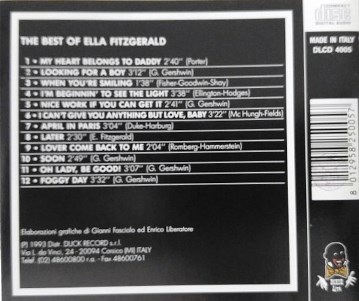 THE BEST OF ELLA FITZGERALD
1 • MY HEART BELONGS TO DADDY 2'40" (Porter)
2 • LOOKING FOR A BOY 3'12" (G. Gershwin)
3 • WHEN YOU'RE SMILING 1'38" (Fisher-Goodwin-Shay)
4 • I'M BEGINNIN' TO SEE THE LIGHT 3'38" (Ellington-Hodges)
5 • NICE WORK IF YOU CAN GET IT 2'41" (G. Gershwin)
6 • I CAN'T GIVE YOU ANYTHING BUT LOVE, BABY 3'22" (Mc Hungh-Fields)
7 • APRIL IN PARIS 3'04" (Duke-Harburg)
8 • LATER 2'30" (E. Fitzgerald)
9 • LOVER COME BACK TO ME 2'04" (Romberg-Hammerstein)
10 • SOON 2'49" (G. Gershwin)
11 • OH LADY, BE GOOD! 3'07" (G. Gershwin)
12 • FOGGY DAY 3'32" (G. Gershwin)
Elaborazioni grafiche di Gianni Fasciolo ed Enrico Liberatore
(P) 1993 Distr. DUCK RECORD s.r.l.
Via L. da Vinci, 24 - 20094 Corsico (MI) ITALY
Tel. (02) 48600800 r.a. - Fax 48600761
MADE IN ITALY
DLCD 4005